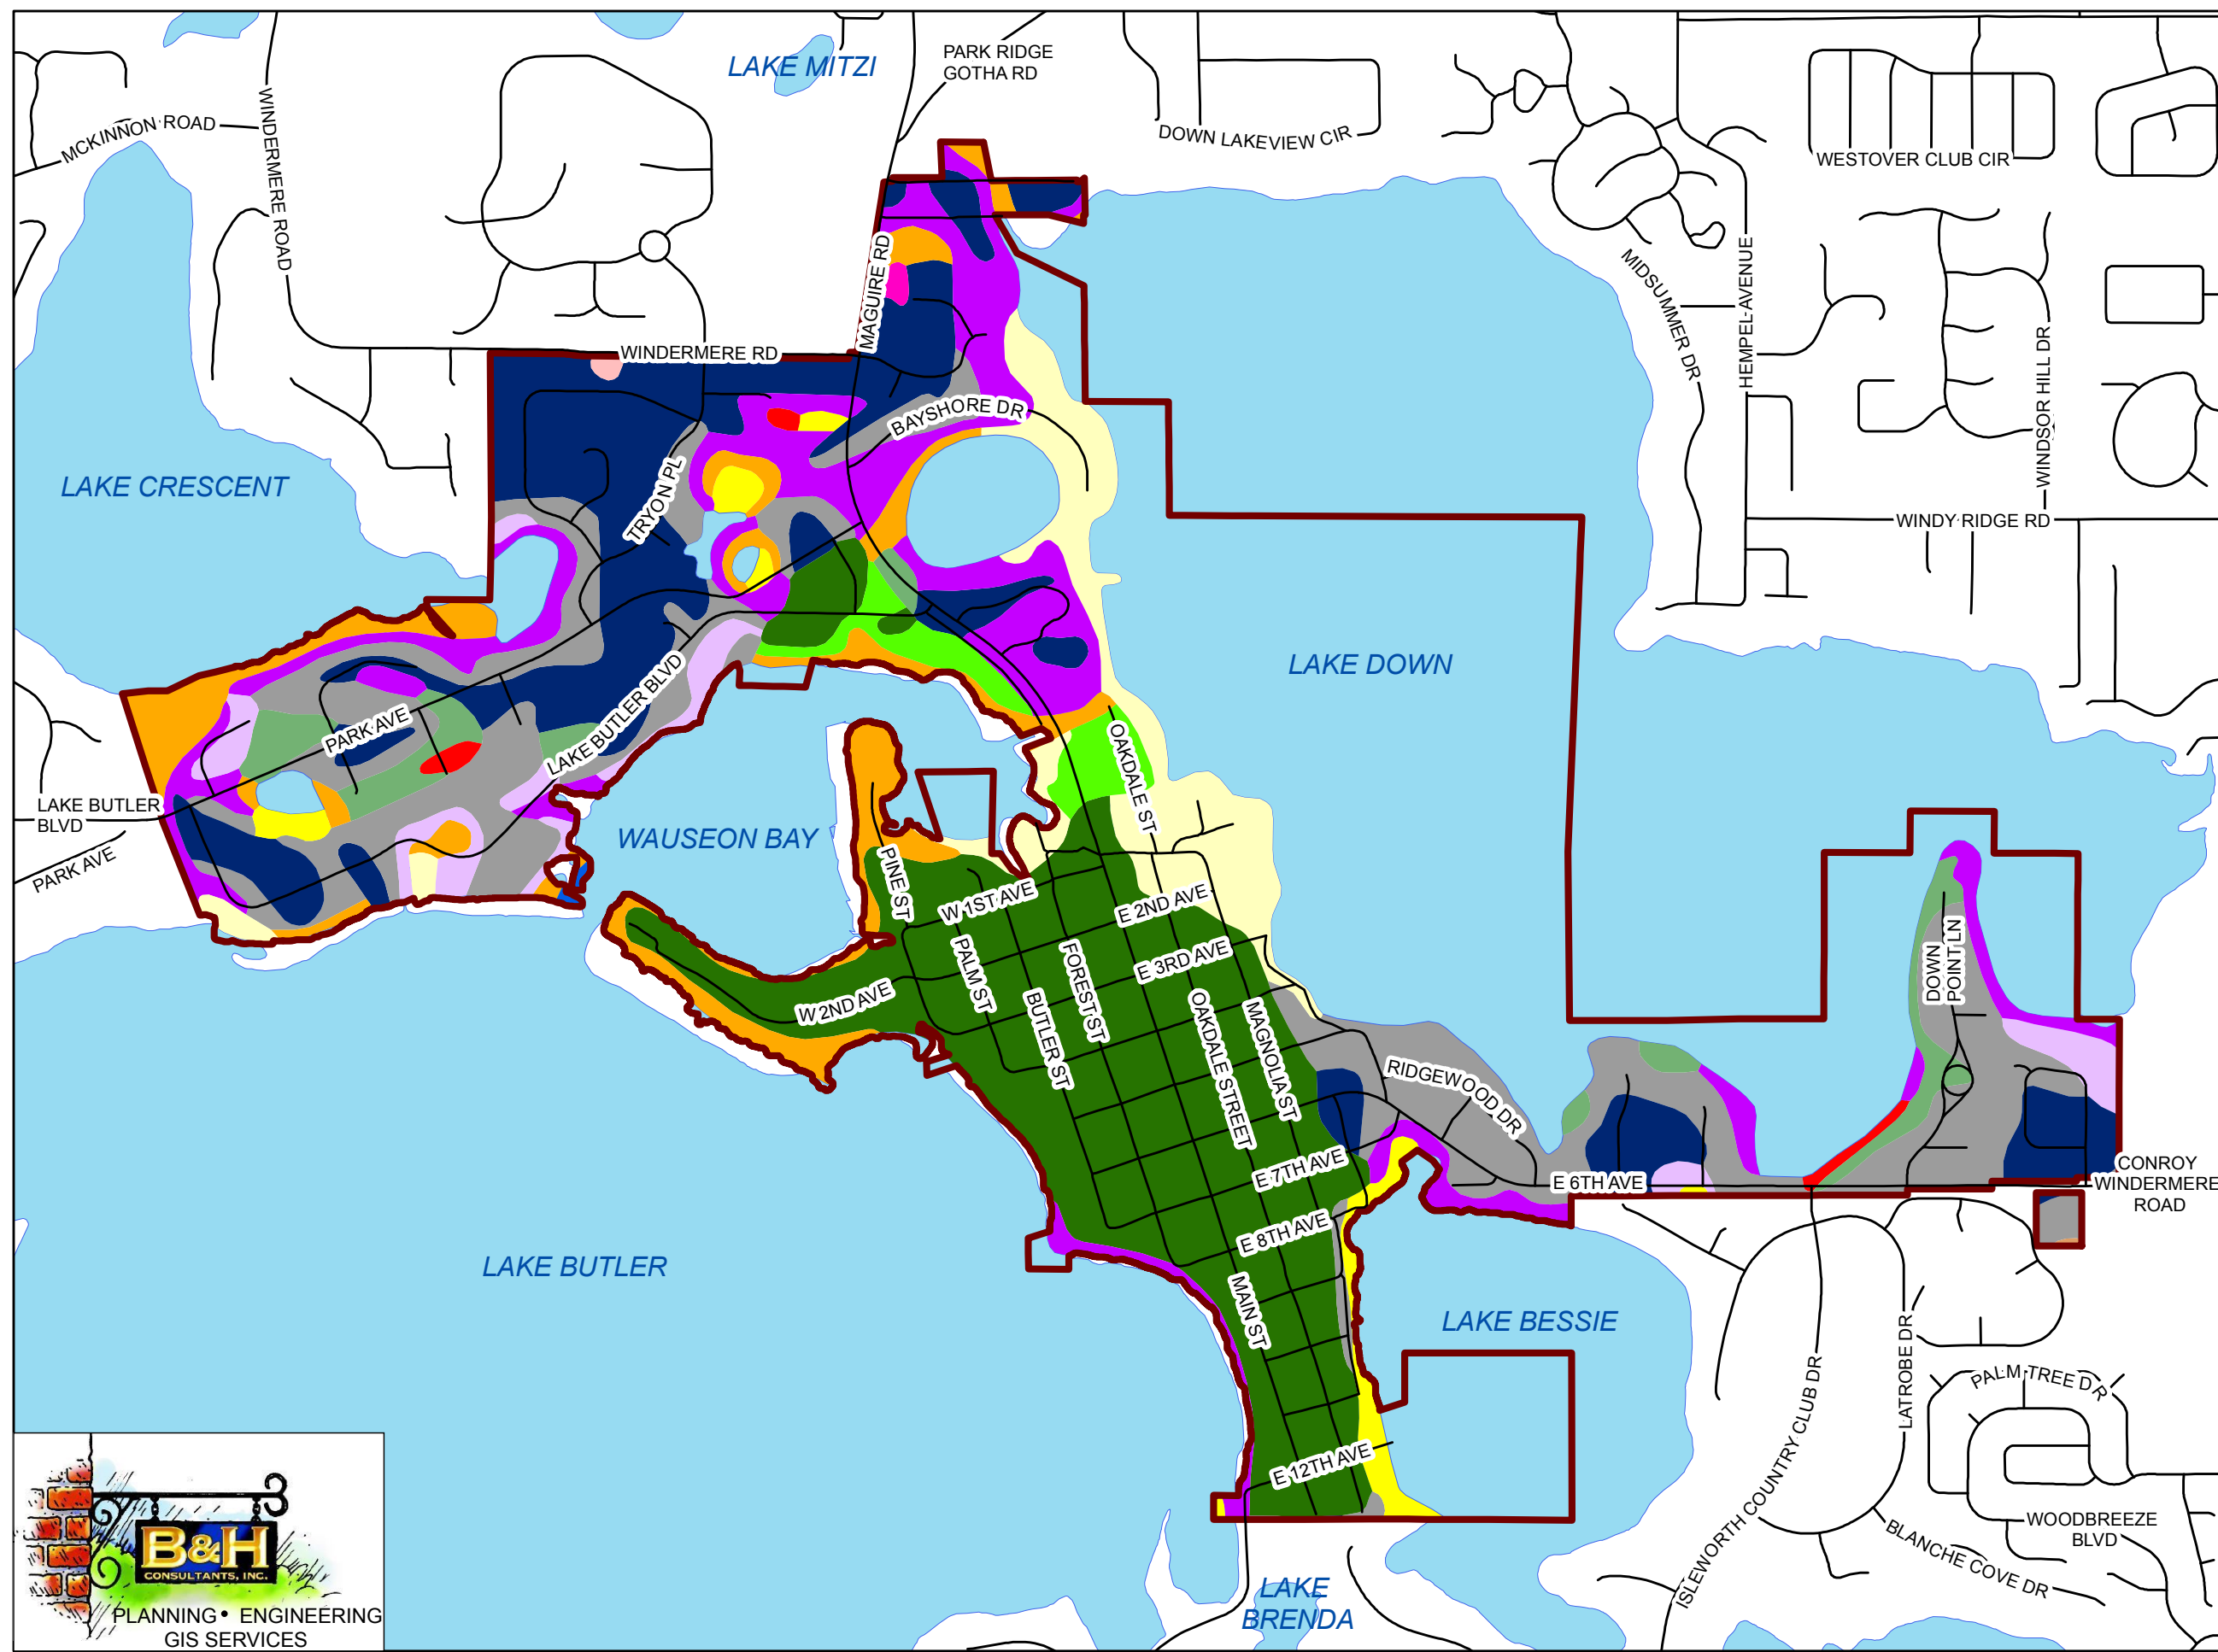 LAKE MITZI
PARK RIDGE
GOTHA RD
MCKINNON ROAD
WINDERMERE ROAD
DOWN LAKEVIEW CIR
WESTOVER CLUB CIR
MAGUIRE RD
MIDSUMMER DR
HEMPEL AVENUE
WINDSOR HILL DR
WINDERMERE RD
BAYSHORE DR
LAKE CRESCENT
TRYON PL
WINDY RIDGE RD
LAKE DOWN
PARK AVE
LAKE BUTLER BLVD
OAKDALE ST
LAKE BUTLER
BLVD
PARK AVE
WAUSEON BAY
PINE ST
W 1ST AVE
E 2ND AVE
PALM ST
FOREST ST
E 3RD AVE
DOWN
POINT LN
W 2ND AVE
BUTLER ST
OAKDALE STREET
MAGNOLIA ST
RIDGEWOOD DR
E 7TH AVE
E 6TH AVE
CONROY
WINDERMERE
ROAD
E 8TH AVE
LAKE BUTLER
MAIN ST
LAKE BESSIE
LATROBE DR
PALM TREE DR
ISLEWORTH COUNTRY CLUB DR
E 12TH AVE
BLANCHE COVE DR
WOODBREEZE
BLVD
LAKE
BRENDA
B&H
CONSULTANTS, INC.
PLANNING • ENGINEERING
GIS SERVICES